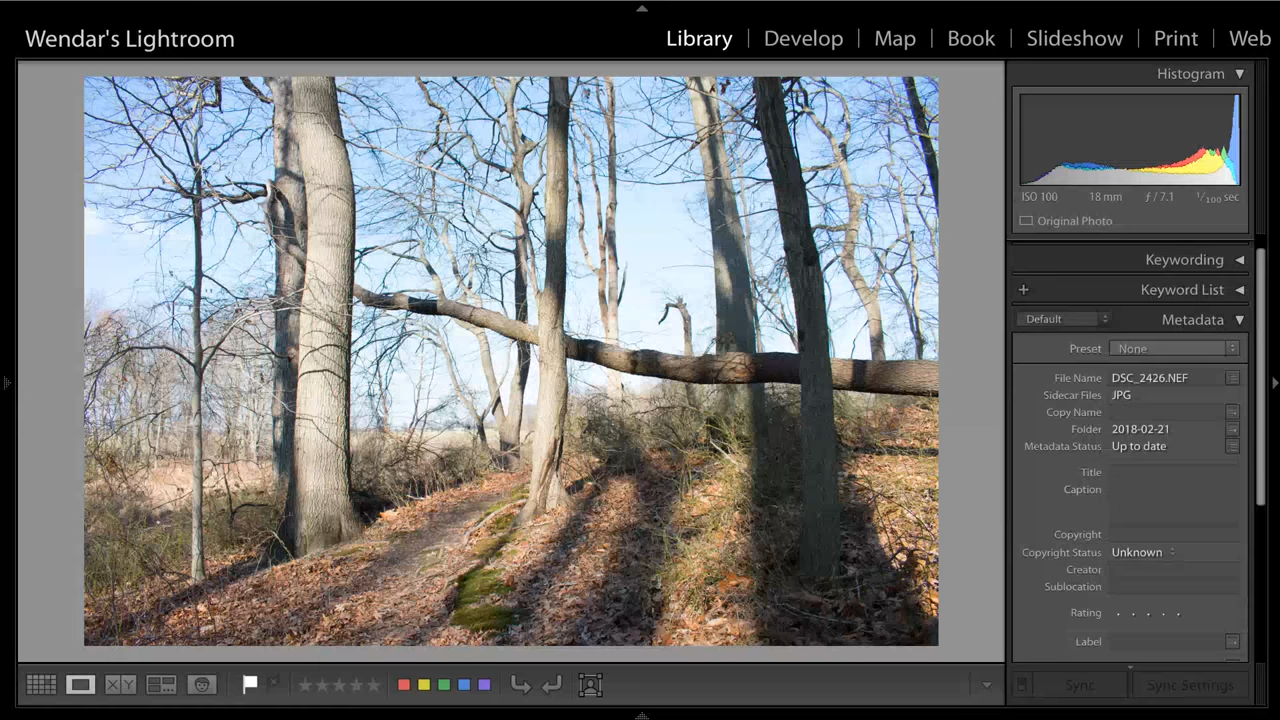 Wendar's Lightroom
Library | Develop | Map | Book | Slideshow | Print | Web
Histogram
ISO 100 18 mm ƒ / 7.1 1/100 sec
Original Photo
Keywording
+ Keyword List
Default Metadata
Preset None
File Name DSC_2426.NEF
Sidecar Files JPG
Copy Name
Folder 2018-02-21
Metadata Status Up to date
Title
Caption
Copyright
Copyright Status Unknown
Creator
Sublocation
Rating . . . . .
Label
X Y
Sync Sync Settings